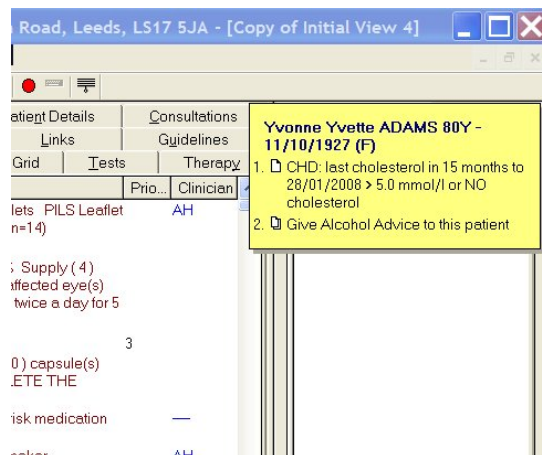 Road, Leeds, LS17 5JA - [Copy of Initial View 4]
atient Details Consultations
Links Guidelines
Grid Tests Therapy
Prio... Clinician
lets PILS Leaflet AH
n=14)
Supply ( 4 )
affected eye(s)
twice a day for 5
3
0 ) capsule(s)
LETE THE
risk medication —
AH
Yvonne Yvette ADAMS 80Y -
11/10/1927 (F)
1. CHD: last cholesterol in 15 months to
28/01/2008 > 5.0 mmol/l or NO
cholesterol
2. Give Alcohol Advice to this patient